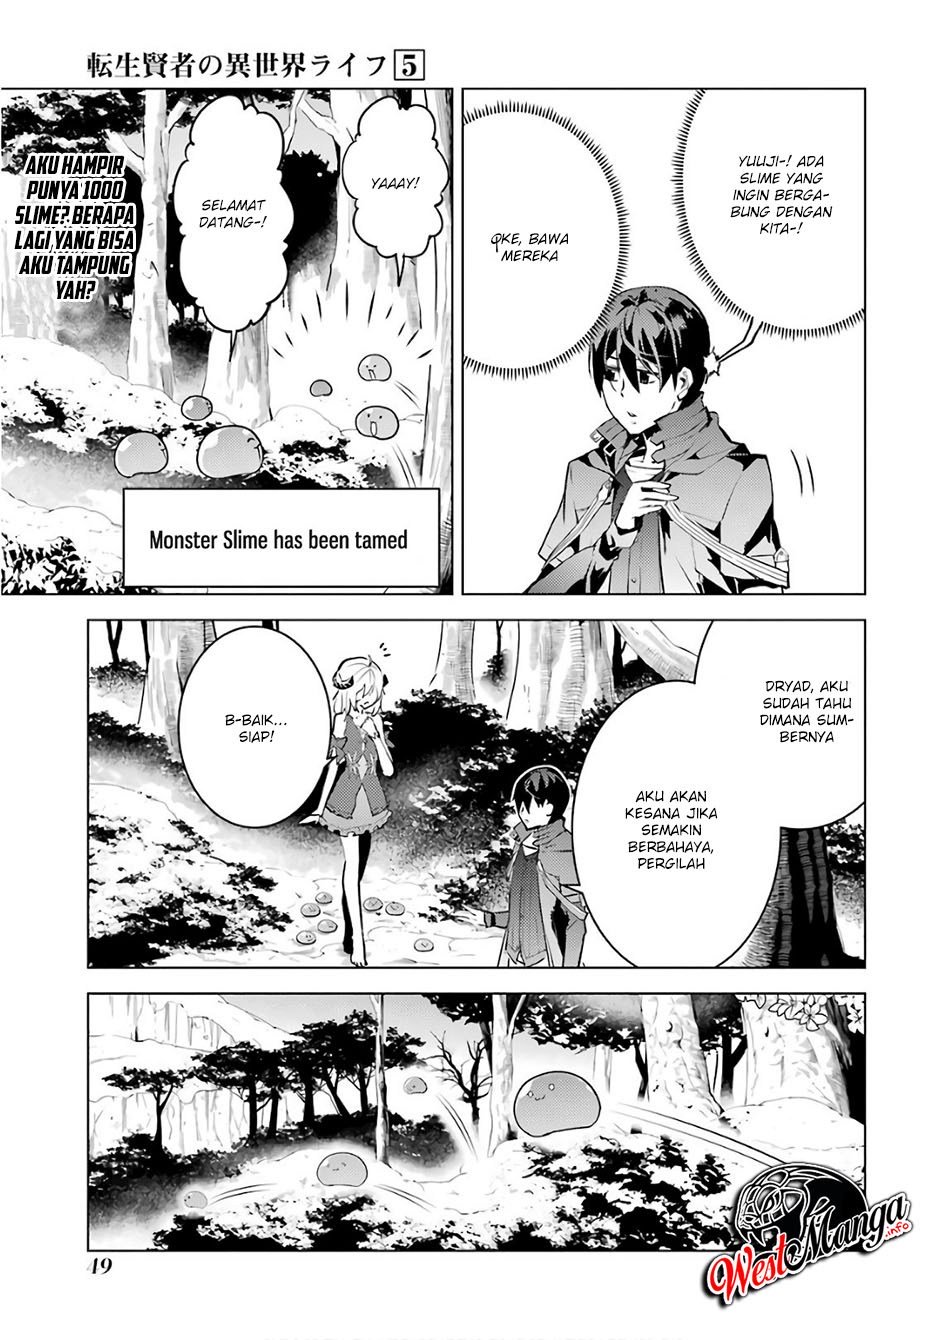 転生賢者の異世界ライフ 5
YUUJI-! ADA
SLIME YANG
INGIN BERGA-
BUNG DENGAN
KITA-!
OKE, BAWA
MEREKA
YAAAY!
SELAMAT
DATANG-!
AKU HAMPIR
PUNYA 1000
SLIME? BERAPA
LAGI YANG BISA
AKU TAMPUNG
YAH?
Monster Slime has been tamed
DRYAD, AKU
SUDAH TAHU
DIMANA SUM-
BERNYA
AKU AKAN
KESANA JIKA
SEMAKIN
BERBAHAYA,
PERGILAH
B-BAIK...
SIAP!
49
WestManga
.info